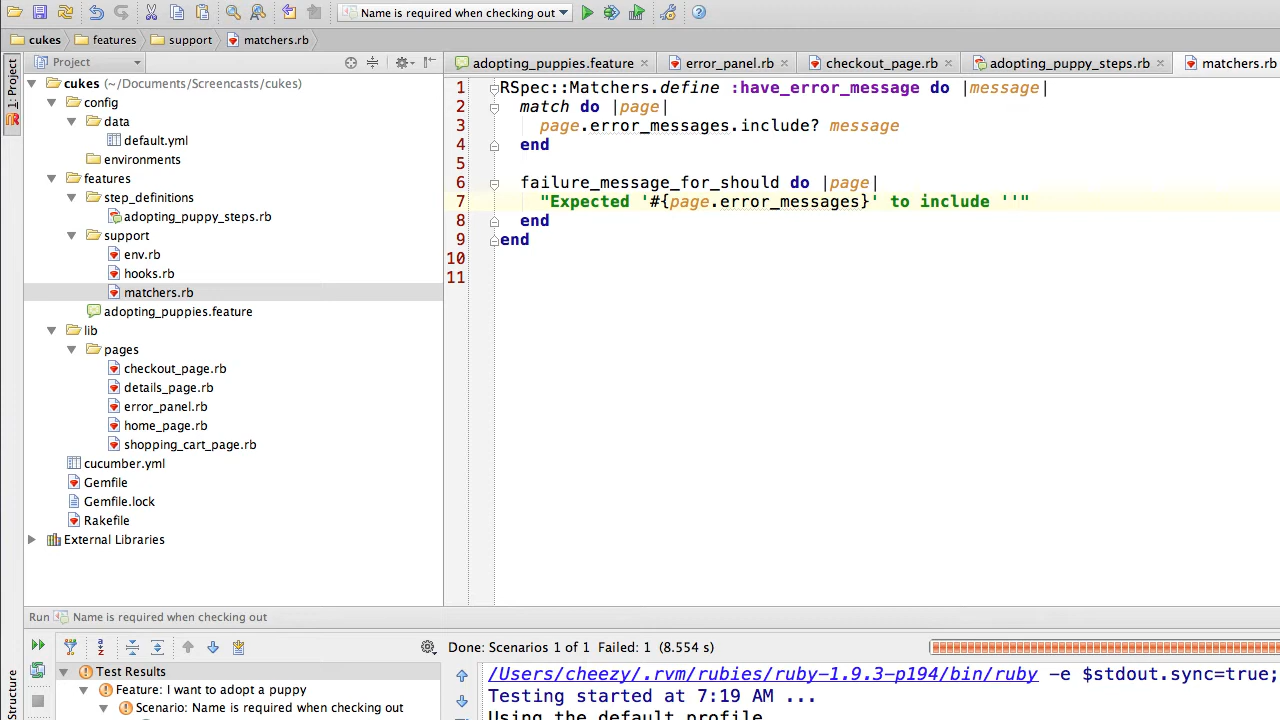 Name is required when checking out
cukes features support matchers.rb
1: Project
Project
adopting_puppies.feature error_panel.rb checkout_page.rb adopting_puppy_steps.rb matchers.rb
cukes (~/Documents/Screencasts/cukes)
config
data
default.yml
environments
features
step_definitions
adopting_puppy_steps.rb
support
env.rb
hooks.rb
matchers.rb
adopting_puppies.feature
lib
pages
checkout_page.rb
details_page.rb
error_panel.rb
home_page.rb
shopping_cart_page.rb
cucumber.yml
Gemfile
Gemfile.lock
Rakefile
External Libraries
1 RSpec::Matchers.define :have_error_message do |message|
2 match do |page|
3 page.error_messages.include? message
4 end
5
6 failure_message_for_should do |page|
7 "Expected '#{page.error_messages}' to include ''"
8 end
9 end
10
11
Run Name is required when checking out
Done: Scenarios 1 of 1 Failed: 1 (8.554 s)
Structure
Test Results
Feature: I want to adopt a puppy
Scenario: Name is required when checking out
/Users/cheezy/.rvm/rubies/ruby-1.9.3-p194/bin/ruby -e $stdout.sync=true;
Testing started at 7:19 AM ...
Using the default profile